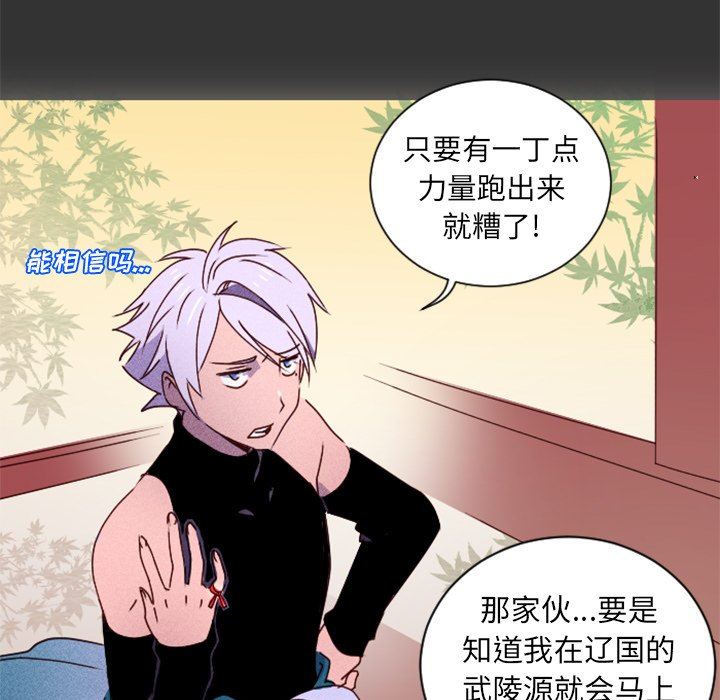 只要有一丁点
力量跑出来
就糟了!
能相信吗...
那家伙...要是
知道我在辽国的
武陵源就会马上